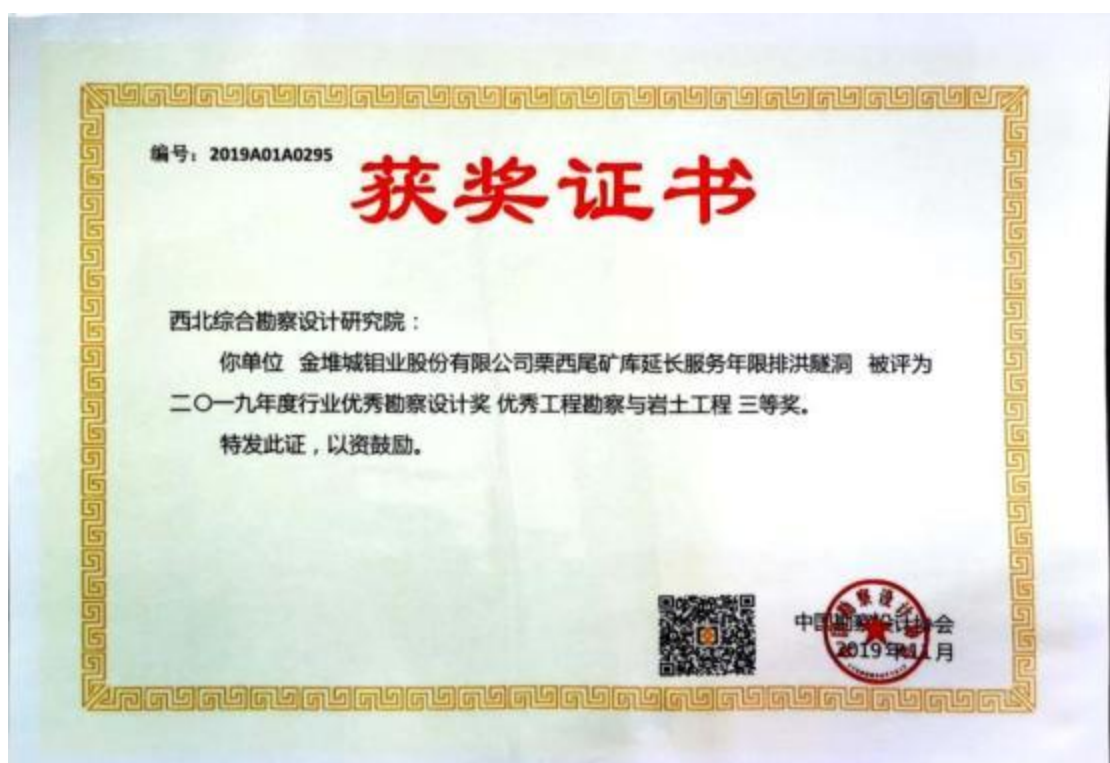 编号：2019A01A0295
获奖证书
西北综合勘察设计研究院：
你单位 金堆城钼业股份有限公司栗西尾矿库延长服务年限排洪隧洞 被评为
二〇一九年度行业优秀勘察设计奖 优秀工程勘察与岩土工程 三等奖。
特发此证，以资鼓励。
中国勘察设计协会
2019年11月